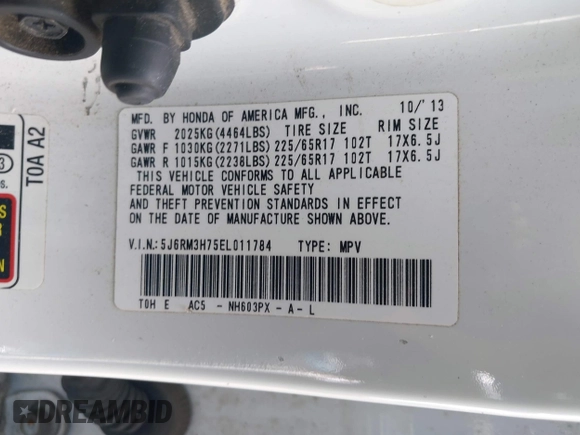 MFD. BY HONDA OF AMERICA MFG., INC. 10/'13
GVWR 2025KG(4464LBS) TIRE SIZE RIM SIZE
GAWR F 1030KG(2271LBS) 225/65R17 102T 17X6.5J
GAWR R 1015KG(2238LBS) 225/65R17 102T 17X6.5J
THIS VEHICLE CONFORMS TO ALL APPLICABLE
FEDERAL MOTOR VEHICLE SAFETY
AND THEFT PREVENTION STANDARDS IN EFFECT
ON THE DATE OF MANUFACTURE SHOWN ABOVE.
V.I.N.:5J6RM3H75EL011784 TYPE: MPV
TOH E AC5 - NH603PX - A - L
TOA A2
DREAMBID